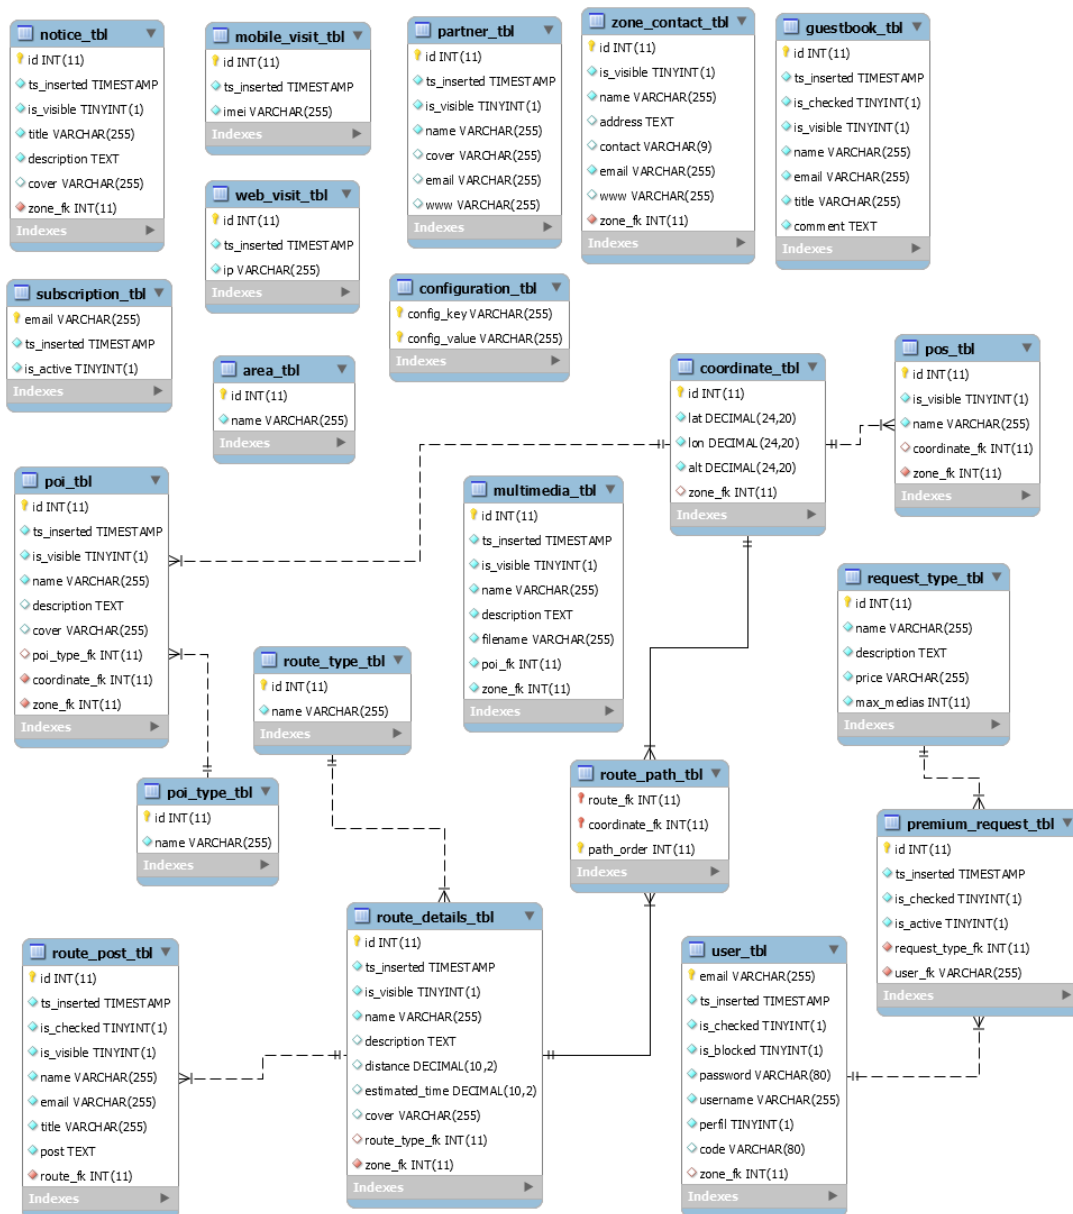 notice_tbl
id INT(11)
ts_inserted TIMESTAMP
is_visible TINYINT(1)
title VARCHAR(255)
description TEXT
cover VARCHAR(255)
zone_fk INT(11)
Indexes
mobile_visit_tbl
id INT(11)
ts_inserted TIMESTAMP
imei VARCHAR(255)
Indexes
partner_tbl
id INT(11)
ts_inserted TIMESTAMP
is_visible TINYINT(1)
name VARCHAR(255)
cover VARCHAR(255)
email VARCHAR(255)
www VARCHAR(255)
Indexes
zone_contact_tbl
id INT(11)
is_visible TINYINT(1)
name VARCHAR(255)
address TEXT
contact VARCHAR(9)
email VARCHAR(255)
www VARCHAR(255)
zone_fk INT(11)
Indexes
guestbook_tbl
id INT(11)
ts_inserted TIMESTAMP
is_checked TINYINT(1)
is_visible TINYINT(1)
name VARCHAR(255)
email VARCHAR(255)
title VARCHAR(255)
comment TEXT
Indexes
web_visit_tbl
id INT(11)
ts_inserted TIMESTAMP
ip VARCHAR(255)
Indexes
subscription_tbl
email VARCHAR(255)
ts_inserted TIMESTAMP
is_active TINYINT(1)
Indexes
configuration_tbl
config_key VARCHAR(255)
config_value VARCHAR(255)
Indexes
area_tbl
id INT(11)
name VARCHAR(255)
Indexes
coordinate_tbl
id INT(11)
lat DECIMAL(24,20)
lon DECIMAL(24,20)
alt DECIMAL(24,20)
zone_fk INT(11)
Indexes
pos_tbl
id INT(11)
is_visible TINYINT(1)
name VARCHAR(255)
coordinate_fk INT(11)
zone_fk INT(11)
Indexes
poi_tbl
id INT(11)
ts_inserted TIMESTAMP
is_visible TINYINT(1)
name VARCHAR(255)
description TEXT
cover VARCHAR(255)
poi_type_fk INT(11)
coordinate_fk INT(11)
zone_fk INT(11)
Indexes
multimedia_tbl
id INT(11)
ts_inserted TIMESTAMP
is_visible TINYINT(1)
name VARCHAR(255)
description TEXT
filename VARCHAR(255)
poi_fk INT(11)
zone_fk INT(11)
Indexes
request_type_tbl
id INT(11)
name VARCHAR(255)
description TEXT
price VARCHAR(255)
max_medias INT(11)
Indexes
route_type_tbl
id INT(11)
name VARCHAR(255)
Indexes
poi_type_tbl
id INT(11)
name VARCHAR(255)
Indexes
route_path_tbl
route_fk INT(11)
coordinate_fk INT(11)
path_order INT(11)
Indexes
premium_request_tbl
id INT(11)
ts_inserted TIMESTAMP
is_checked TINYINT(1)
is_active TINYINT(1)
request_type_fk INT(11)
user_fk VARCHAR(255)
Indexes
route_post_tbl
id INT(11)
ts_inserted TIMESTAMP
is_checked TINYINT(1)
is_visible TINYINT(1)
name VARCHAR(255)
email VARCHAR(255)
title VARCHAR(255)
post TEXT
route_fk INT(11)
Indexes
route_details_tbl
id INT(11)
ts_inserted TIMESTAMP
is_visible TINYINT(1)
name VARCHAR(255)
description TEXT
distance DECIMAL(10,2)
estimated_time DECIMAL(10,2)
cover VARCHAR(255)
route_type_fk INT(11)
zone_fk INT(11)
Indexes
user_tbl
email VARCHAR(255)
ts_inserted TIMESTAMP
is_checked TINYINT(1)
is_blocked TINYINT(1)
password VARCHAR(80)
username VARCHAR(255)
perfil TINYINT(1)
code VARCHAR(80)
zone_fk INT(11)
Indexes